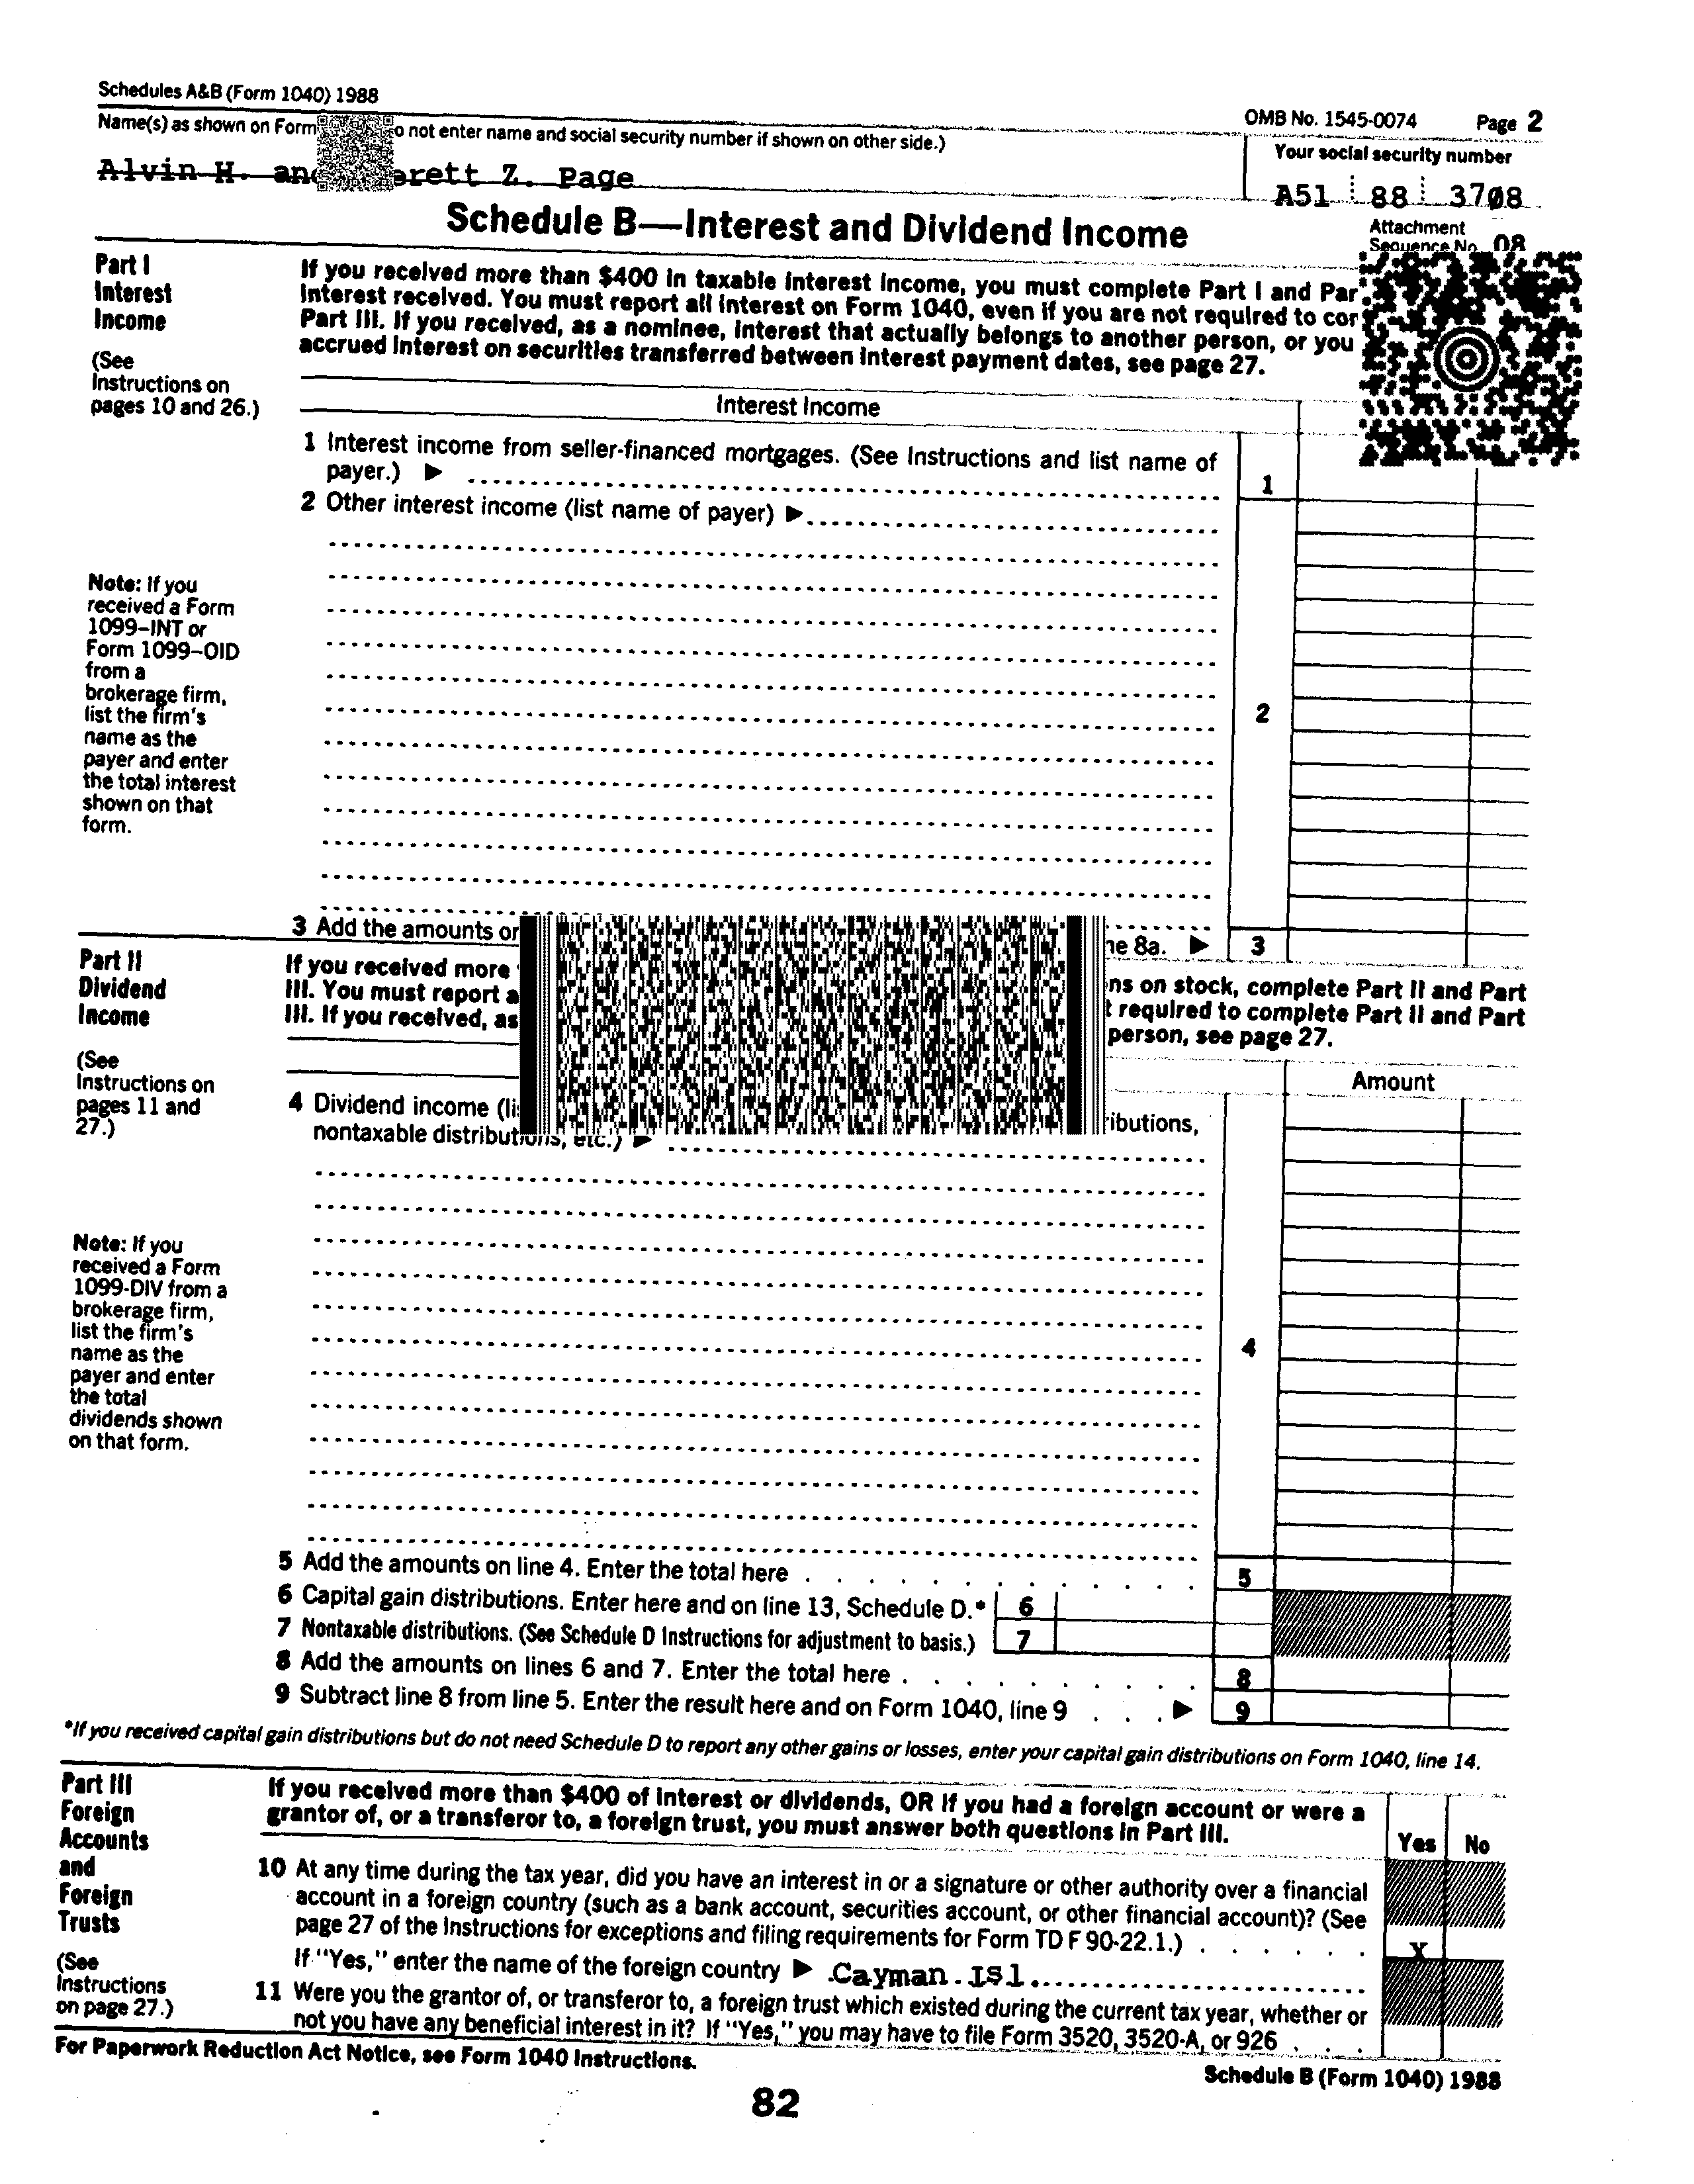 Schedules A&B (Form 1040) 1988
OMB No. 1545-0074 Page 2
Name(s) as shown on Form o not enter name and social security number if shown on other side.)
Your social security number
Alvin H. and erett Z. Page
A51 88 3708
Schedule B—Interest and Dividend Income
Attachment
Sequence No. 08
Part I
Interest
Income
(See
Instructions on
pages 10 and 26.)
If you received more than $400 in taxable interest income, you must complete Part I and Par
interest received. You must report all interest on Form 1040, even if you are not required to
Part III. If you received, as a nominee, interest that actually belongs to another person, or you
accrued interest on securities transferred between interest payment dates, see page 27.
Interest Income
1 Interest income from seller-financed mortgages. (See Instructions and list name of
payer.) ▶
1
2 Other interest income (list name of payer) ▶
Note: If you
received a Form
1099–INT or
Form 1099–OID
from a
brokerage firm,
list the firm's
name as the
payer and enter
the total interest
shown on that
form.
2
3 Add the amounts or
ne 8a. ▶ 3
Part II
Dividend
Income
(See
Instructions on
pages 11 and
27.)
If you received more ns on stock, complete Part II and Part
III. You must report a t required to complete Part II and Part
III. If you received, as person, see page 27.
Amount
4 Dividend income (li ibutions,
nontaxable distributions, etc.) ▶
Note: If you
received a Form
1099-DIV from a
brokerage firm,
list the firm's
name as the
payer and enter
the total
dividends shown
on that form.
4
5 Add the amounts on line 4. Enter the total here . . . . . . . . . . . . . 5
6 Capital gain distributions. Enter here and on line 13, Schedule D.* 6
7 Nontaxable distributions. (See Schedule D Instructions for adjustment to basis.) 7
8 Add the amounts on lines 6 and 7. Enter the total here . . . . . . . . . . 8
9 Subtract line 8 from line 5. Enter the result here and on Form 1040, line 9 . . . ▶ 9
*If you received capital gain distributions but do not need Schedule D to report any other gains or losses, enter your capital gain distributions on Form 1040, line 14.
Part III
Foreign
Accounts
and
Foreign
Trusts
(See
Instructions
on page 27.)
If you received more than $400 of interest or dividends, OR if you had a foreign account or were a
grantor of, or a transferor to, a foreign trust, you must answer both questions in Part III.
Yes No
10 At any time during the tax year, did you have an interest in or a signature or other authority over a financial
account in a foreign country (such as a bank account, securities account, or other financial account)? (See
page 27 of the Instructions for exceptions and filing requirements for Form TD F 90-22.1.) . . . . . . X
If "Yes," enter the name of the foreign country ▶ Cayman Isl
11 Were you the grantor of, or transferor to, a foreign trust which existed during the current tax year, whether or
not you have any beneficial interest in it? If "Yes," you may have to file Form 3520, 3520-A, or 926 . . .
For Paperwork Reduction Act Notice, see Form 1040 Instructions.
Schedule B (Form 1040) 1988
82